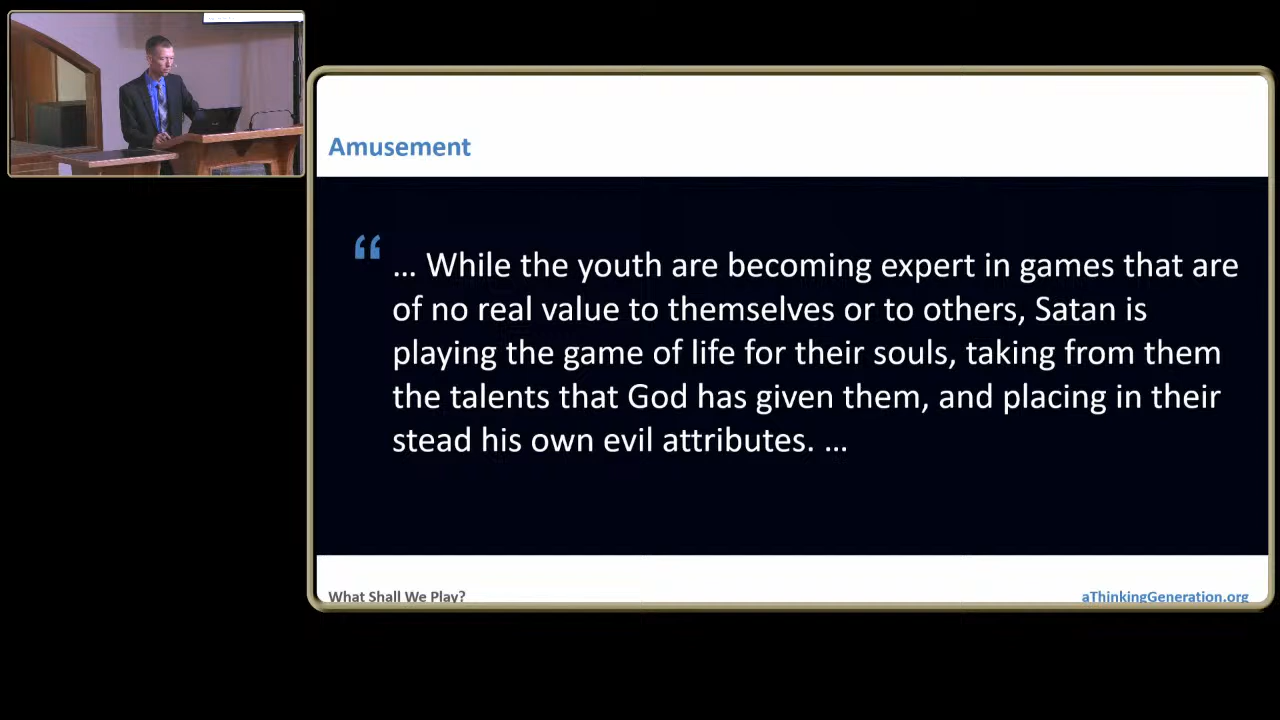 Amusement
“ … While the youth are becoming expert in games that are
of no real value to themselves or to others, Satan is
playing the game of life for their souls, taking from them
the talents that God has given them, and placing in their
stead his own evil attributes. …
What Shall We Play?
aThinkingGeneration.org